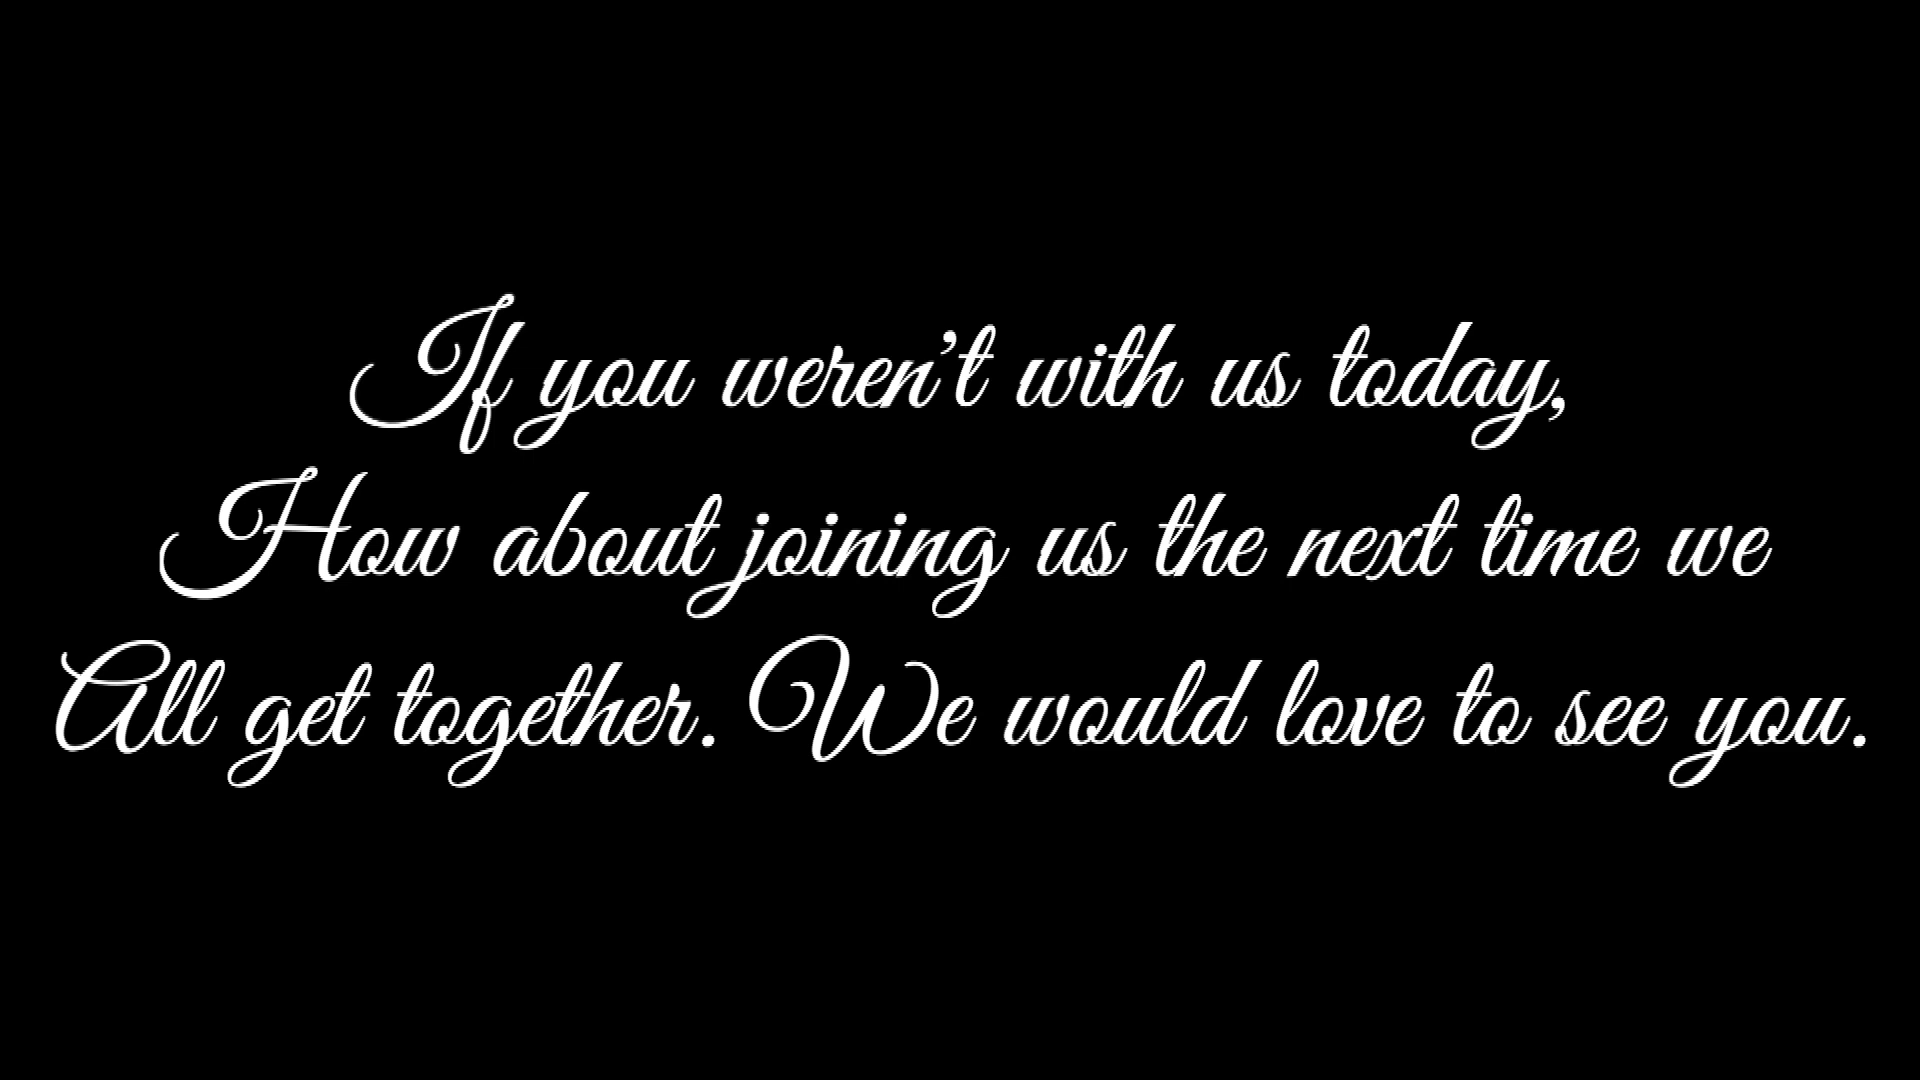 If you weren’t with us today,
How about joining us the next time we
All get together. We would love to see you.